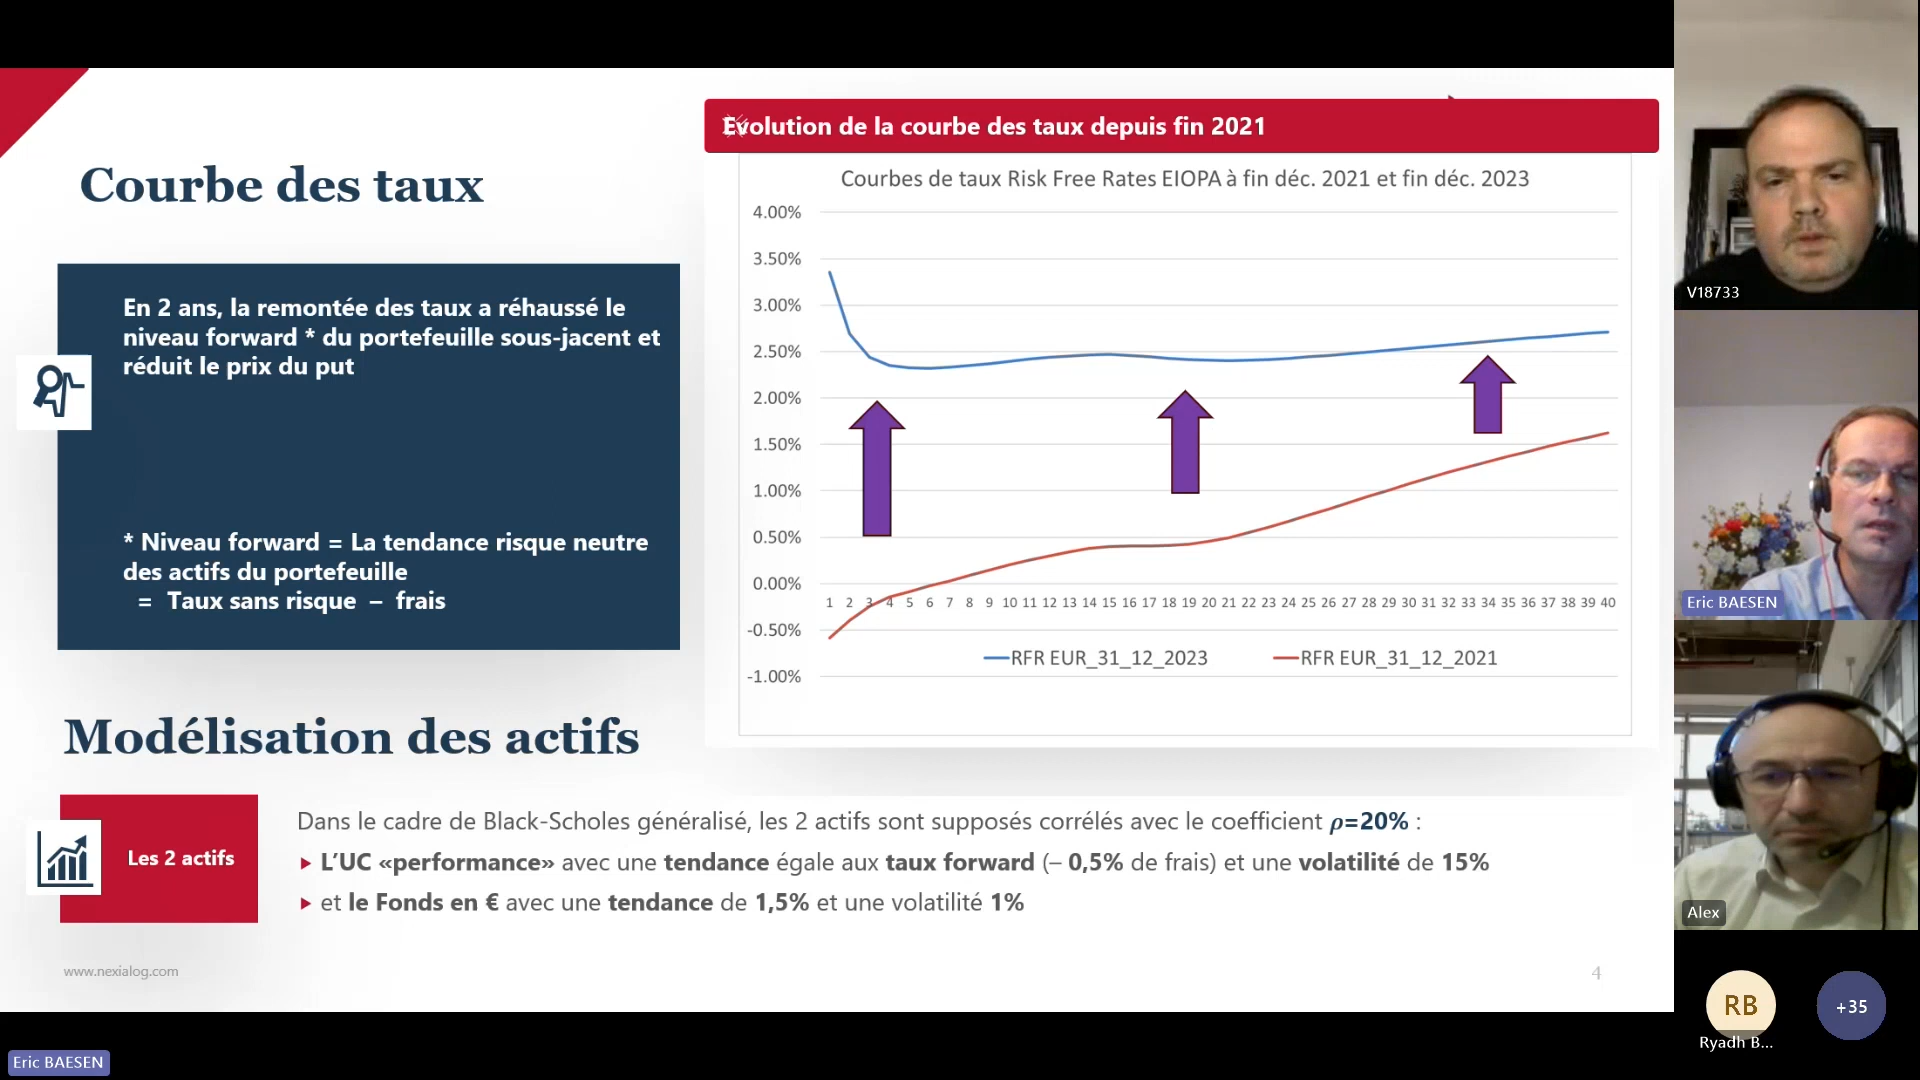 Évolution de la courbe des taux depuis fin 2021
Courbe des taux
En 2 ans, la remontée des taux a réhaussé le
niveau forward * du portefeuille sous-jacent et
réduit le prix du put
* Niveau forward = La tendance risque neutre
des actifs du portefeuille
= Taux sans risque – frais
Courbes de taux Risk Free Rates EIOPA à fin déc. 2021 et fin déc. 2023
4.00%
3.50%
3.00%
2.50%
2.00%
1.50%
1.00%
0.50%
0.00%
1 2 3 4 5 6 7 8 9 10 11 12 13 14 15 16 17 18 19 20 21 22 23 24 25 26 27 28 29 30 31 32 33 34 35 36 37 38 39 40
-0.50%
RFR EUR_31_12_2023 RFR EUR_31_12_2021
-1.00%
Modélisation des actifs
Les 2 actifs
Dans le cadre de Black-Scholes généralisé, les 2 actifs sont supposés corrélés avec le coefficient ρ=20% :
L’UC «performance» avec une tendance égale aux taux forward (– 0,5% de frais) et une volatilité de 15%
et le Fonds en € avec une tendance de 1,5% et une volatilité 1%
www.nexialog.com
4
V18733
Eric BAESEN
Alex
RB
+35
Ryadh B...
Eric BAESEN